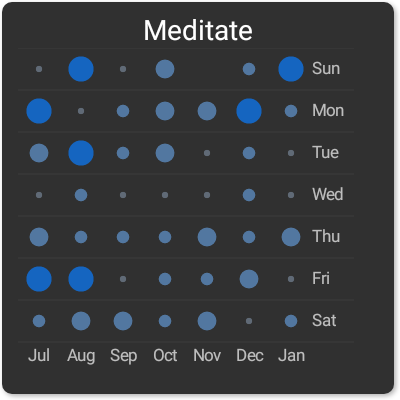 Meditate
Sun
Mon
Tue
Wed
Thu
Fri
Sat
Jul Aug Sep Oct Nov Dec Jan